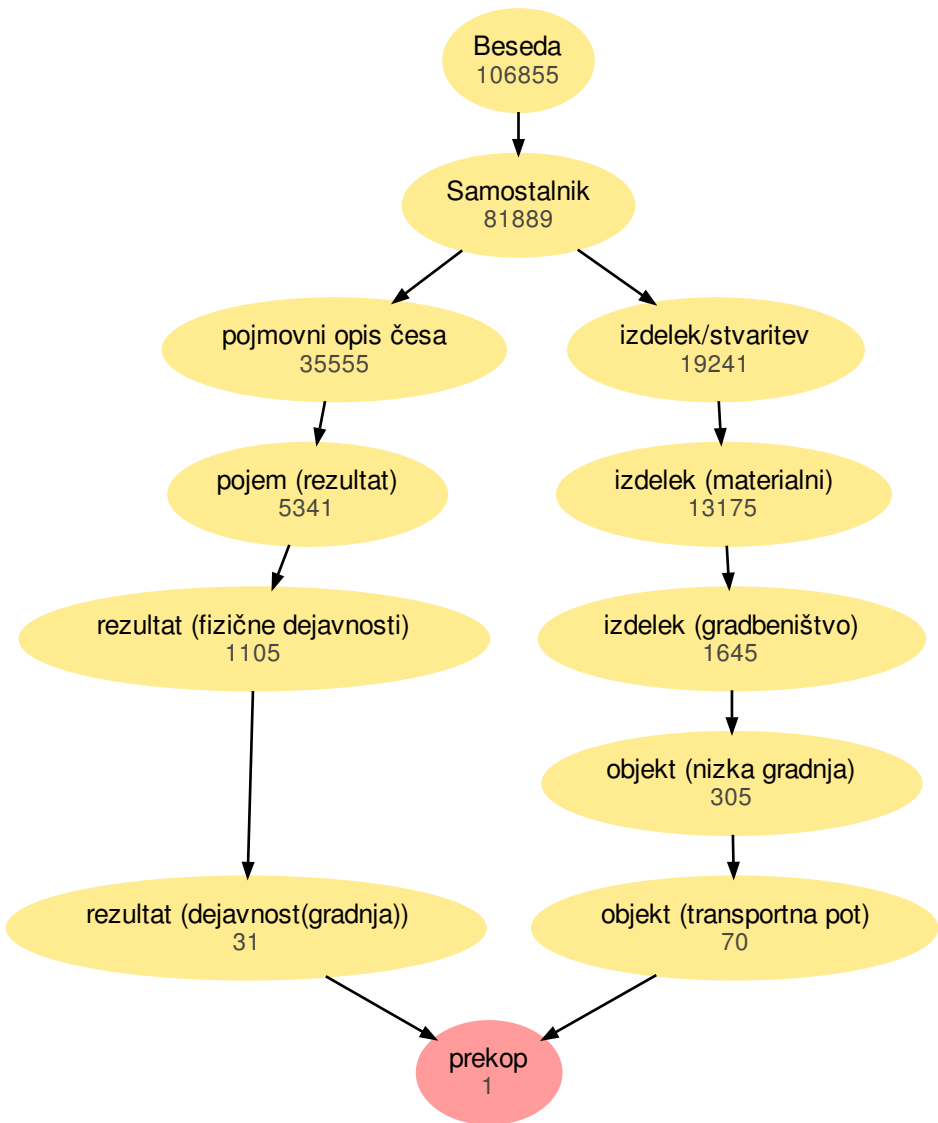 Beseda
106855
Samostalnik
81889
pojmovni opis česa
35555
izdelek/stvaritev
19241
pojem (rezultat)
5341
izdelek (materialni)
13175
rezultat (fizične dejavnosti)
1105
izdelek (gradbeništvo)
1645
objekt (nizka gradnja)
305
rezultat (dejavnost(gradnja))
31
objekt (transportna pot)
70
prekop
1